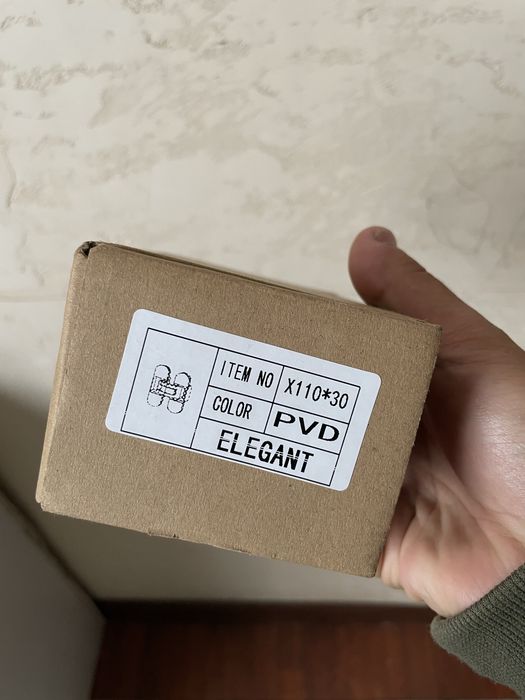 ITEM NO X110*30
COLOR PVD
ELEGANT